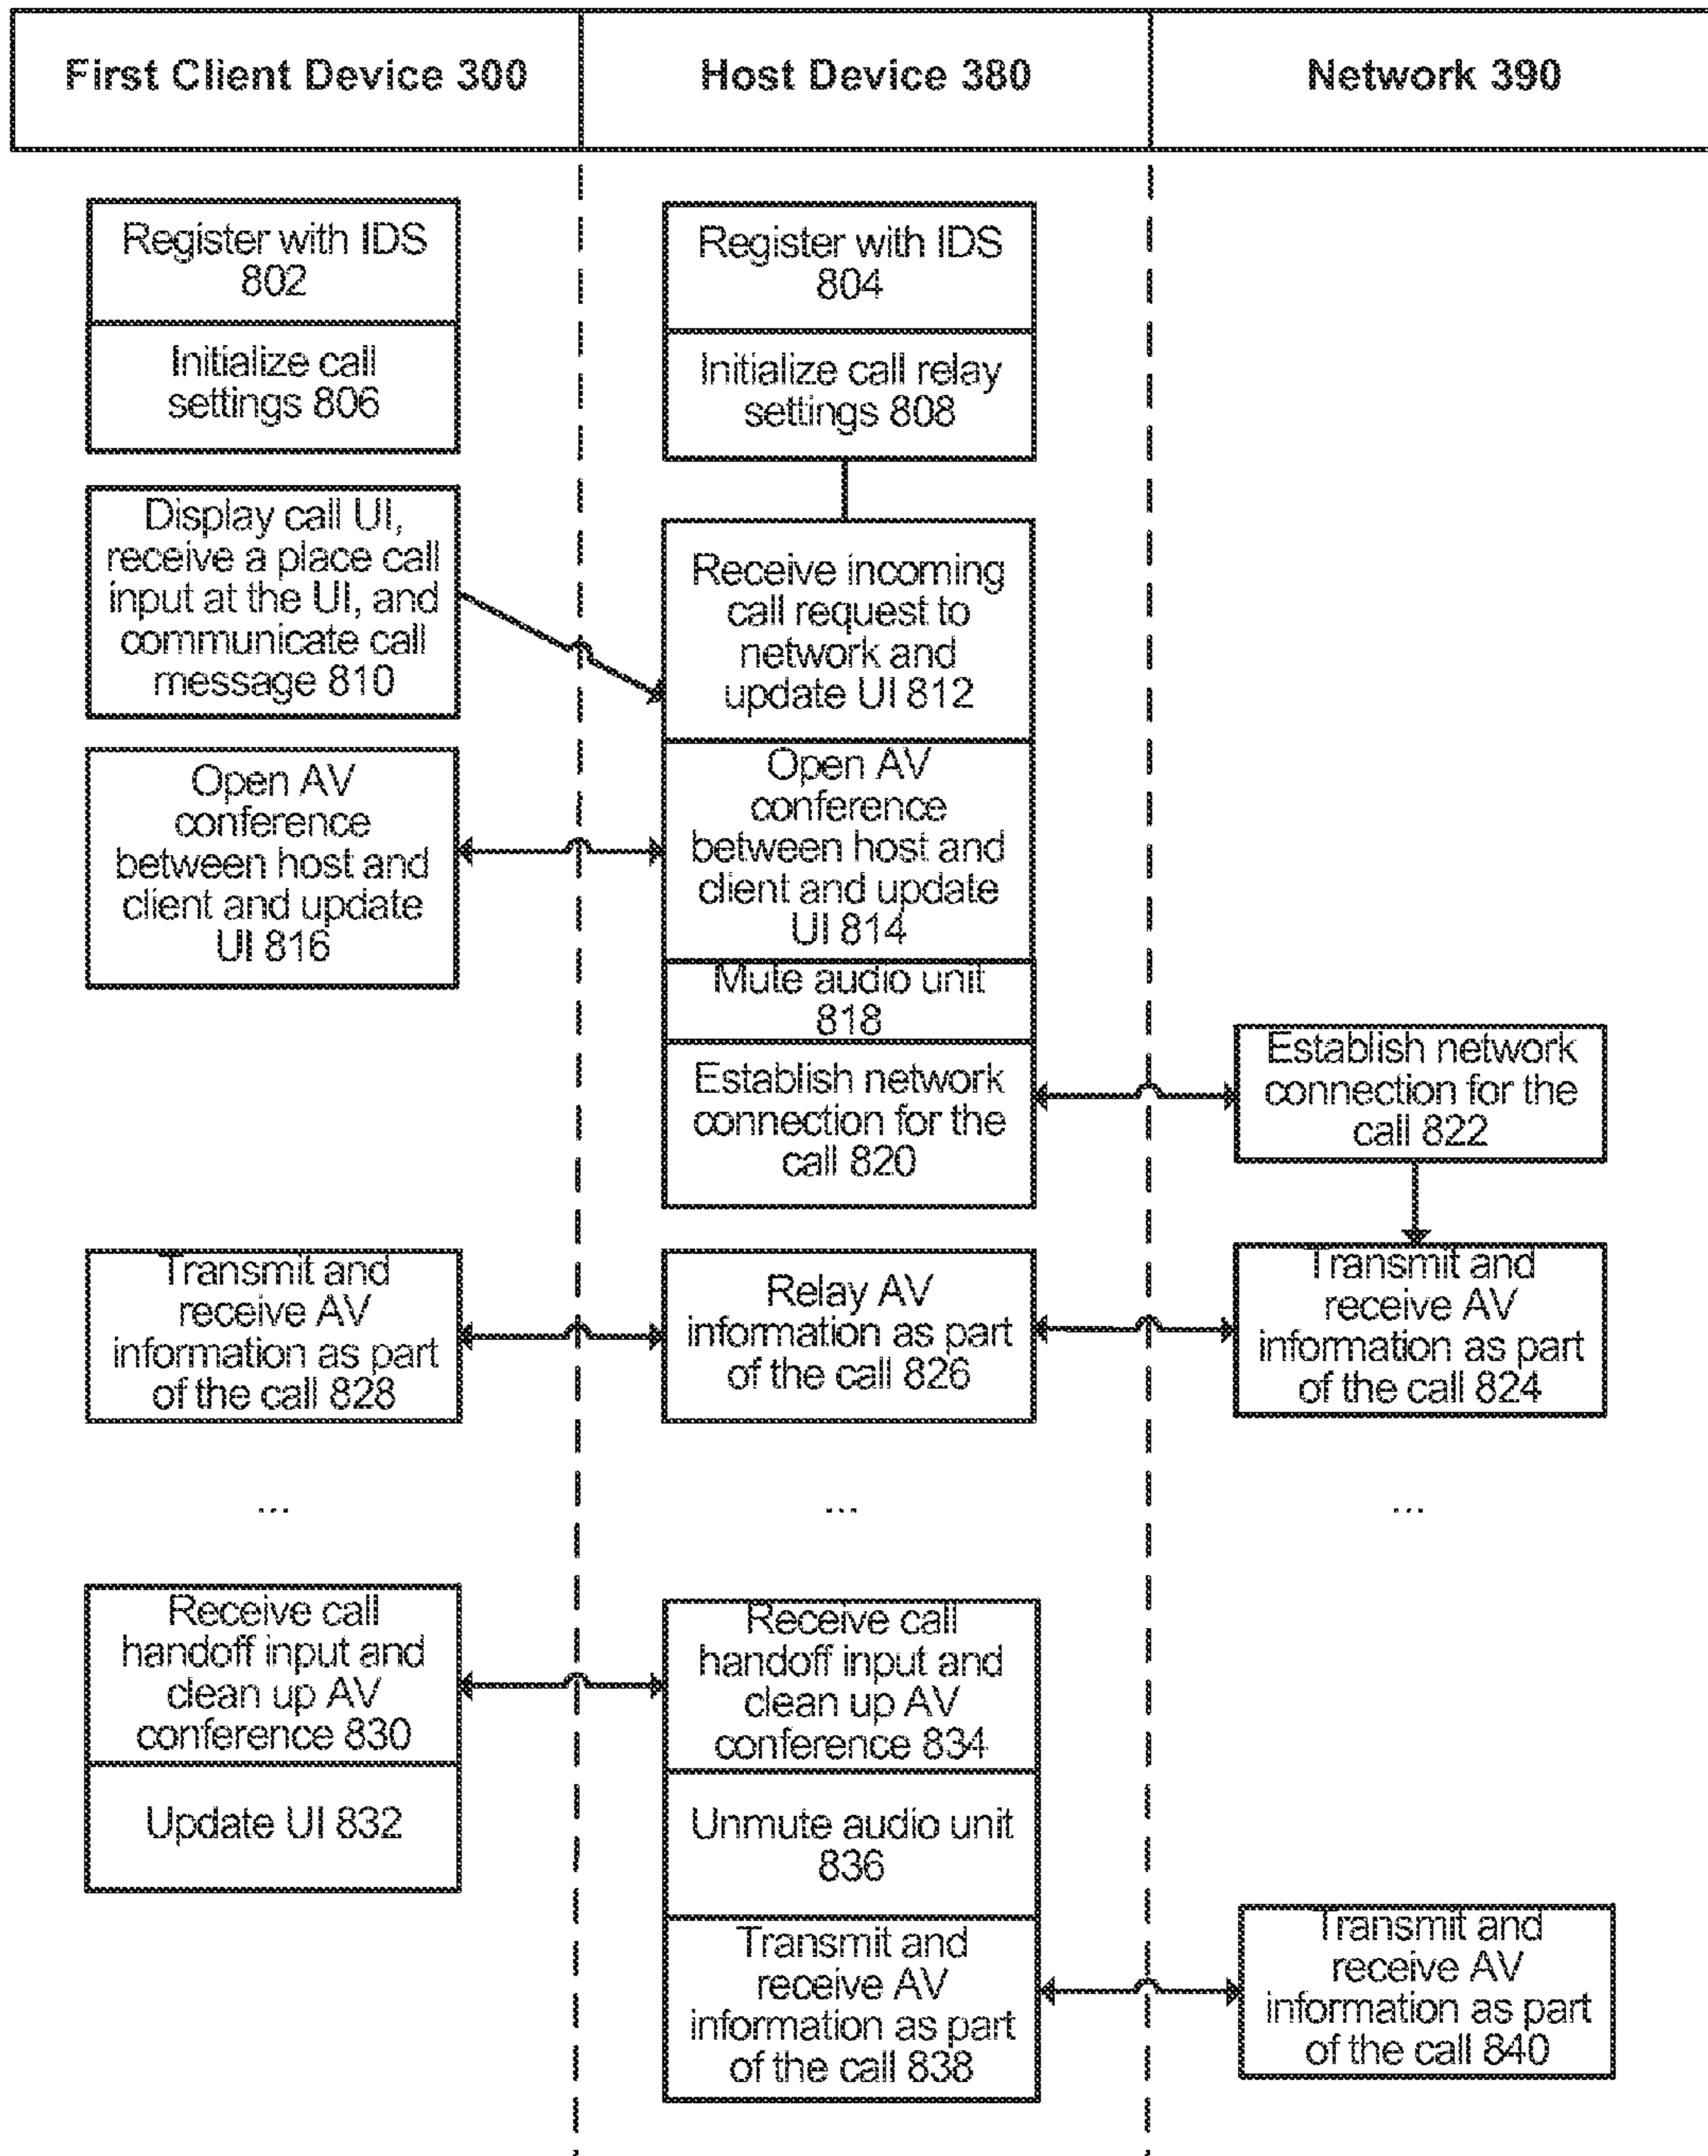 First Client Device 300
Host Device 380
Network 390
Register with IDS
802
Initialize call
settings 806
Register with IDS
804
Initialize call relay
settings 808
Display call UI,
receive a place call
input at the UI, and
communicate call
message 810
Receive incoming
call request to
network and
update UI 812
Open AV
conference
between host and
client and update
UI 816
Open AV
conference
between host and
client and update
UI 814
Mute audio unit
818
Establish network
connection for the
call 820
Establish network
connection for the
call 822
Transmit and
receive AV
information as part
of the call 828
Relay AV
information as part
of the call 826
Transmit and
receive AV
information as part
of the call 824
...
...
...
Receive call
handoff input and
clean up AV
conference 830
Update UI 832
Receive call
handoff input and
clean up AV
conference 834
Unmute audio unit
836
Transmit and
receive AV
information as part
of the call 838
Transmit and
receive AV
information as part
of the call 840